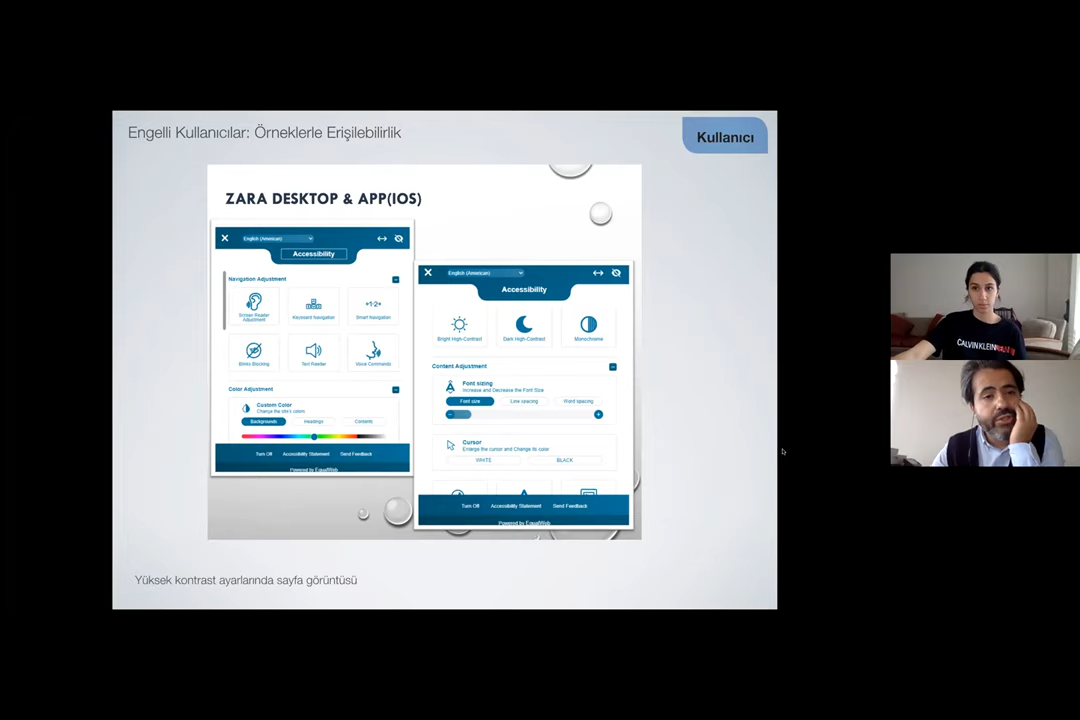 Engelli Kullanıcılar: Örneklerle Erişilebilirlik
Kullanıcı
ZARA DESKTOP & APP(IOS)
English (American)
Accessibility
Navigation Adjustment
Screen Reader Adjustment
Keyboard Navigation
Smart Navigation
Blinks Blocking
Text Reader
Voice Commands
Color Adjustment
Custom Color
Change the site's colors
Backgrounds
Headings
Contents
Turn Off
Accessibility Statement
Send Feedback
Powered by EqualWeb
English (American)
Accessibility
Bright High-Contrast
Dark High-Contrast
Monochrome
Content Adjustment
Font sizing
Increase and Decrease the Font Size
Font size
Line spacing
Word spacing
Cursor
Enlarge the cursor and Change its color
WHITE
BLACK
Turn Off
Accessibility Statement
Send Feedback
Powered by EqualWeb
Yüksek kontrast ayarlarında sayfa görüntüsü
CALVIN KLEIN